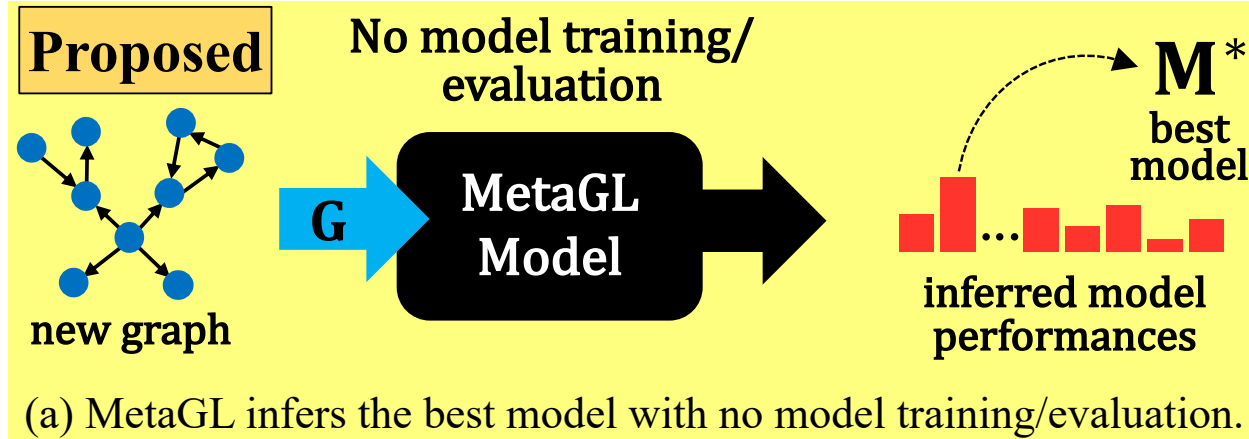 Proposed
No model training/
evaluation
new graph
G
MetaGL
Model
M*
best
model
...
inferred model
performances
(a) MetaGL infers the best model with no model training/evaluation.